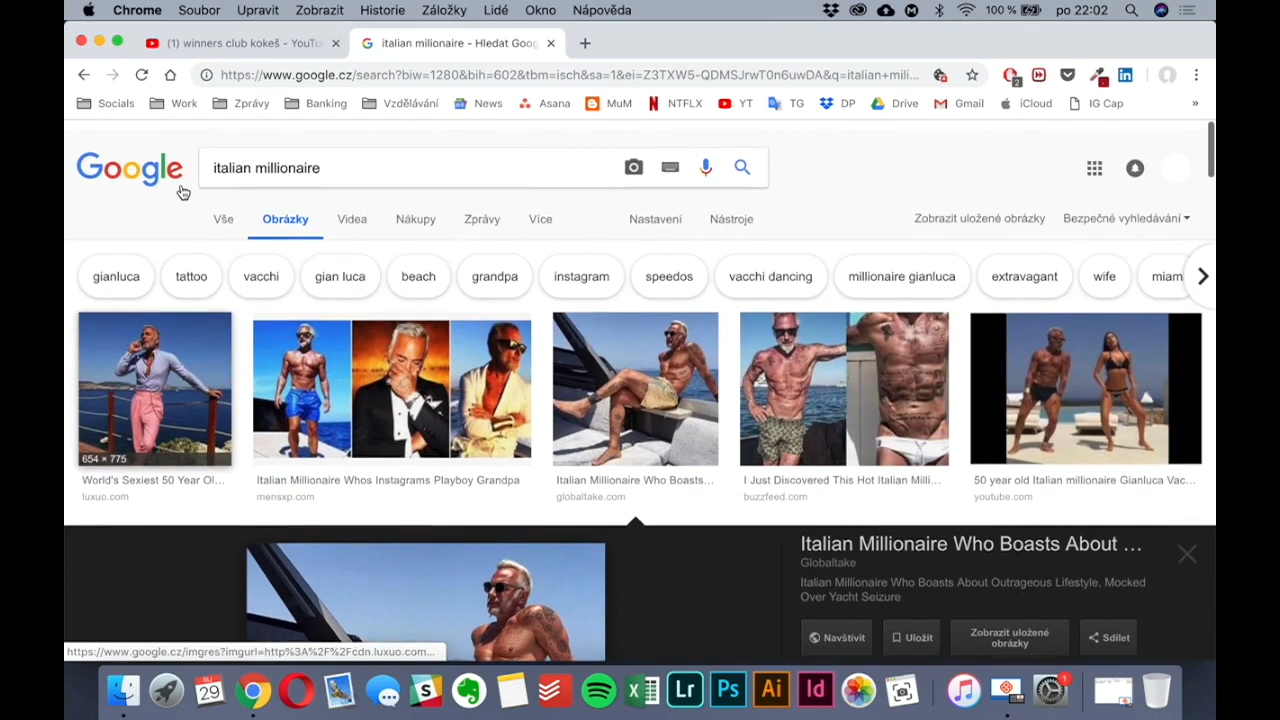 Chrome Soubor Upravit Zobrazit Historie Záložky Lidé Okno Nápověda 100 % po 22:02
(1) winners club kokeš - YouTu
italian milionaire - Hledat Goog
https://www.google.cz/search?biw=1280&bih=602&tbm=isch&sa=1&ei=Z3TXW5-QDMSJrwT0n6uwDA&q=italian+mili...
Socials Work Zprávy Banking Vzdělávání News Asana MuM NTFLX YT TG DP Drive Gmail iCloud IG Cap »
Google
italian millionaire
Vše Obrázky Videa Nákupy Zprávy Více Nastavení Nástroje Zobrazit uložené obrázky Bezpečné vyhledávání
gianluca tattoo vacchi gian luca beach grandpa instagram speedos vacchi dancing millionaire gianluca extravagant wife miam
654 × 775
World's Sexiest 50 Year Ol...
luxuo.com
Italian Millionaire Whos Instagrams Playboy Grandpa
mensxp.com
Italian Millionaire Who Boasts...
globaltake.com
I Just Discovered This Hot Italian Milli...
buzzfeed.com
50 year old Italian millionaire Gianluca Vac...
youtube.com
Italian Millionaire Who Boasts About ...
Globaltake
Italian Millionaire Who Boasts About Outrageous Lifestyle, Mocked
Over Yacht Seizure
Navštívit
Uložit
Zobrazit uložené
obrázky
Sdílet
https://www.google.cz/imgres?imgurl=http%3A%2F%2Fcdn.luxuo.com...
29
Lr Ps Ai Id
1